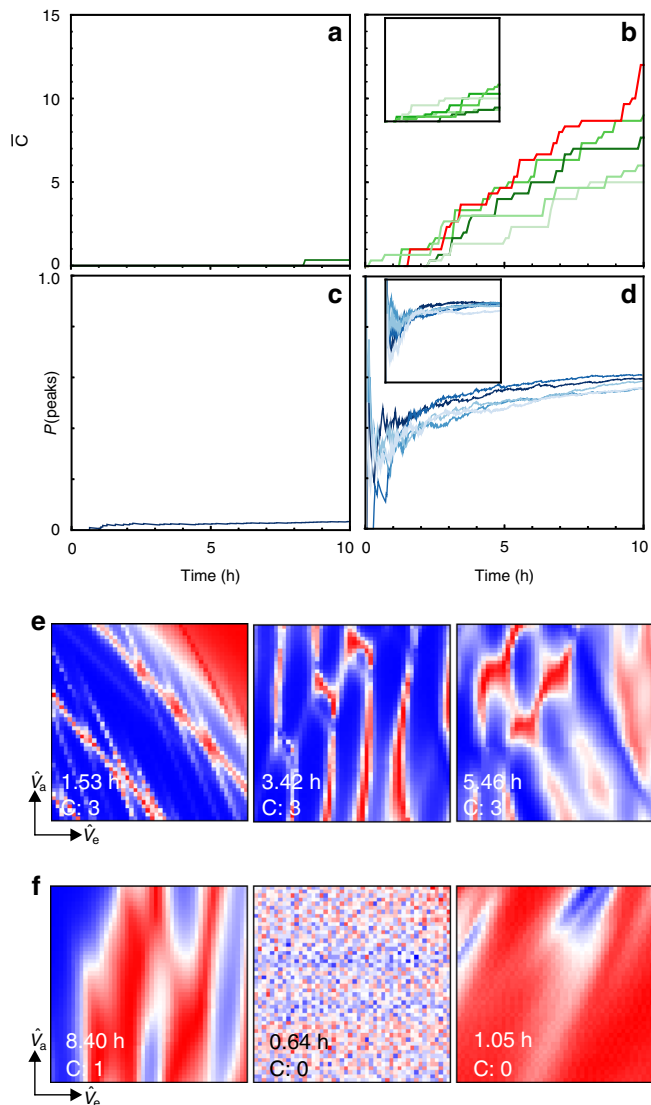 15
a
b
10
C̅
5
0
1.0
c
d
P(peaks)
0
0
5
10
0
5
10
Time (h)
Time (h)
e
1.53 h
C: 3
3.42 h
C: 3
5.46 h
C: 3
V̂a
V̂e
f
8.40 h
C: 1
0.64 h
C: 0
1.05 h
C: 0
V̂a
V̂e